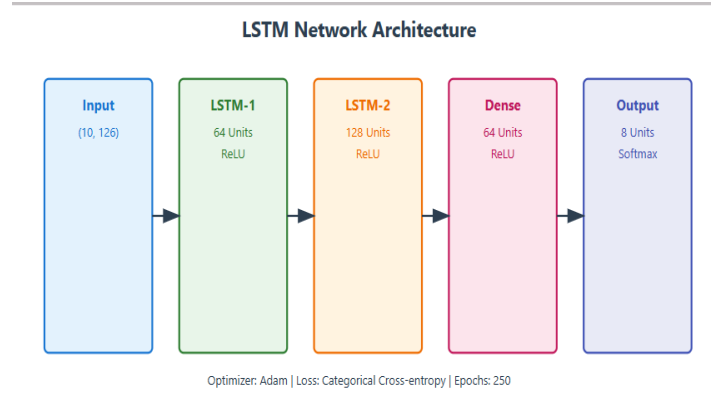 LSTM Network Architecture
Input
(10, 126)
LSTM-1
64 Units
ReLU
LSTM-2
128 Units
ReLU
Dense
64 Units
ReLU
Output
8 Units
Softmax
Optimizer: Adam | Loss: Categorical Cross-entropy | Epochs: 250